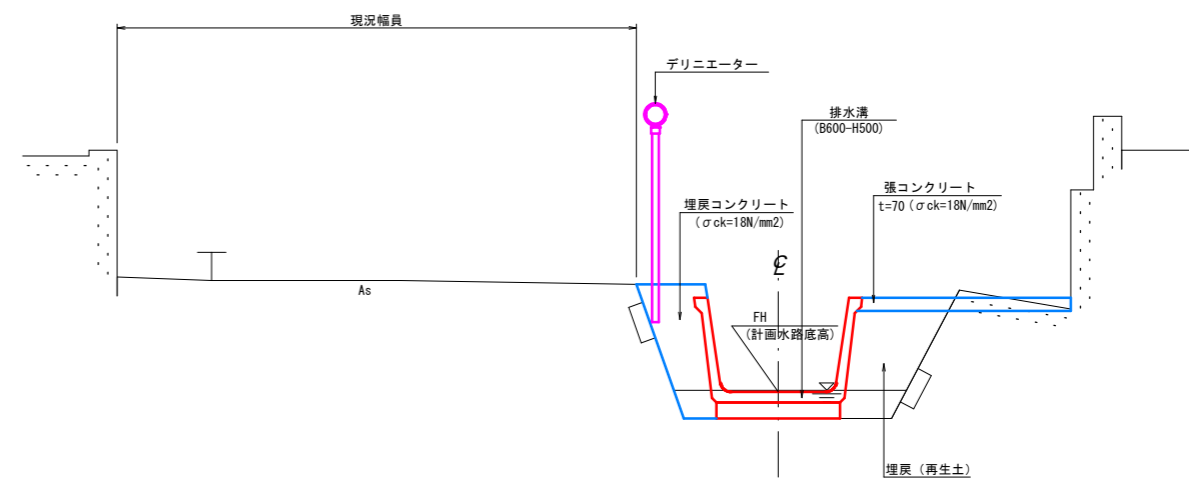 現況幅員
デリニエーター
排水溝
(B600-H500)
張コンクリート
t=70(σck=18N/mm2)
埋戻コンクリート
(σck=18N/mm2)
℄
As
FH
(計画水路底高)
埋戻(再生土)